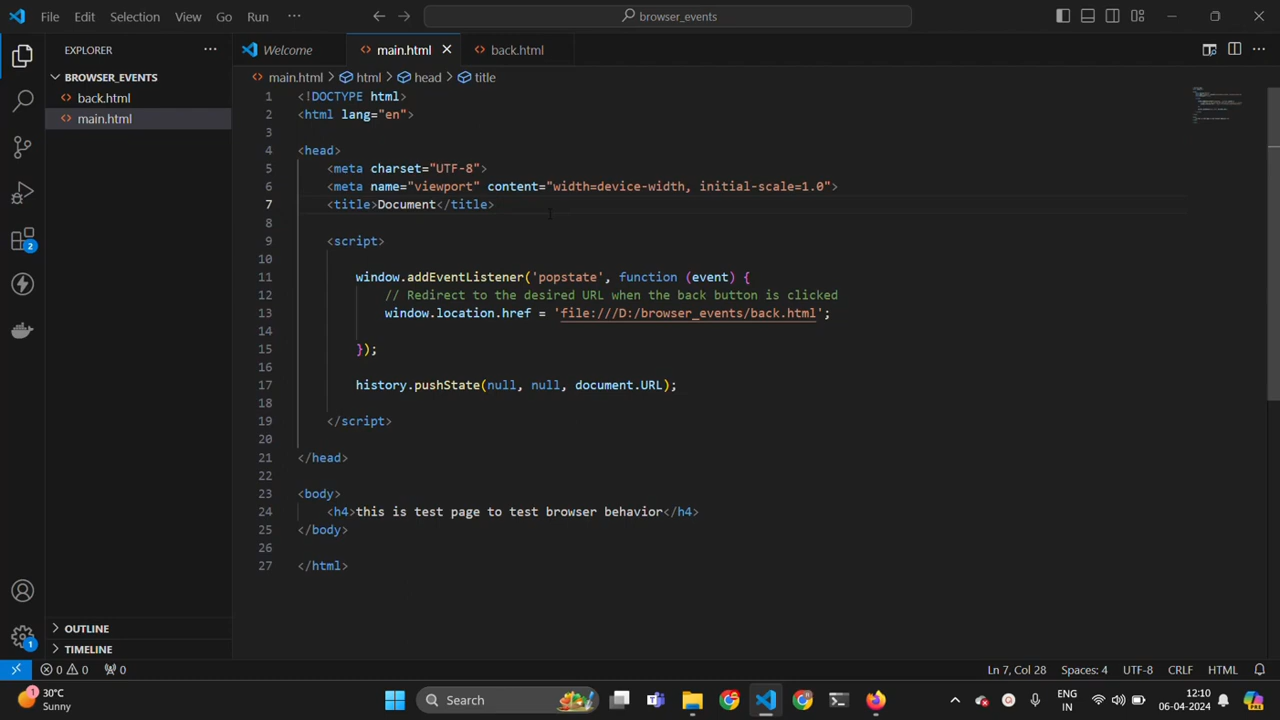 File Edit Selection View Go Run ··· browser_events
EXPLORER ···
Welcome main.html back.html
BROWSER_EVENTS
back.html
main.html
main.html > html > head > title
1 <!DOCTYPE html>
2 <html lang="en">
3
4 <head>
5 <meta charset="UTF-8">
6 <meta name="viewport" content="width=device-width, initial-scale=1.0">
7 <title>Document</title>
8
9 <script>
10
11 window.addEventListener('popstate', function (event) {
12 // Redirect to the desired URL when the back button is clicked
13 window.location.href = 'file:///D:/browser_events/back.html';
14
15 });
16
17 history.pushState(null, null, document.URL);
18
19 </script>
20
21 </head>
22
23 <body>
24 <h4>this is test page to test browser behavior</h4>
25 </body>
26
27 </html>
2
1
OUTLINE
TIMELINE
0 0 0 Ln 7, Col 28 Spaces: 4 UTF-8 CRLF HTML
1 30°C
Sunny
Search
ENG
IN
12:10
06-04-2024